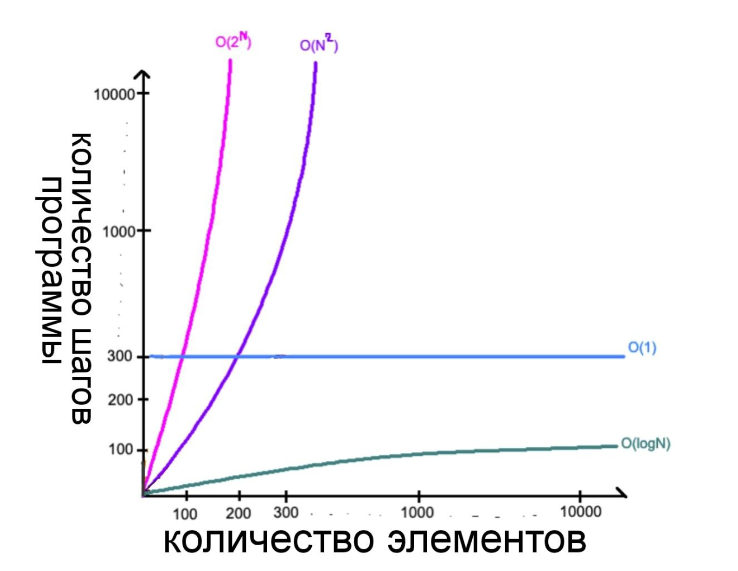 O(2^N) O(N^2)
10000
1000
300
200
100
количество шагов
программы
O(1)
O(logN)
100 200 300 1000 10000
количество элементов